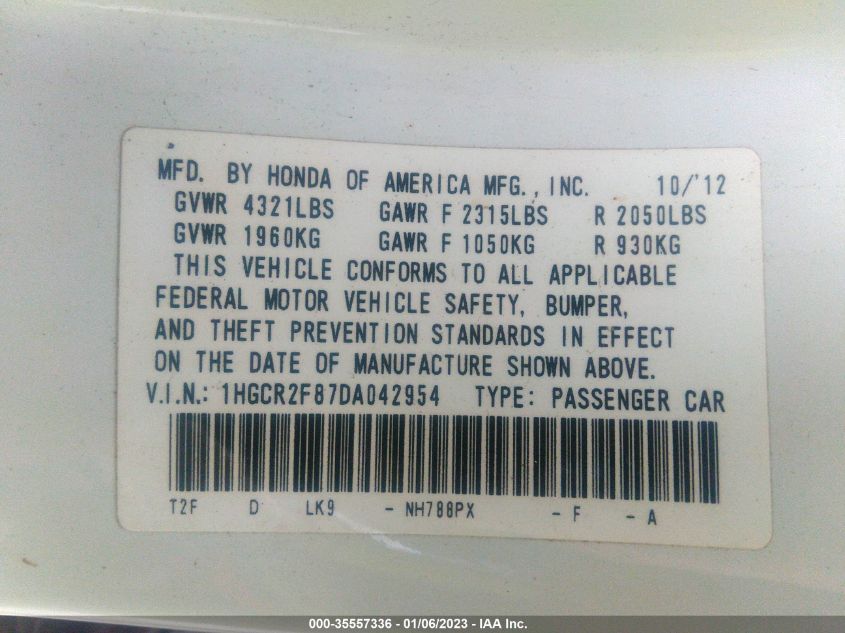 MFD. BY HONDA OF AMERICA MFG., INC. 10/'12
GVWR 4321LBS GAWR F 2315LBS R 2050LBS
GVWR 1960KG GAWR F 1050KG R 930KG
THIS VEHICLE CONFORMS TO ALL APPLICABLE
FEDERAL MOTOR VEHICLE SAFETY, BUMPER,
AND THEFT PREVENTION STANDARDS IN EFFECT
ON THE DATE OF MANUFACTURE SHOWN ABOVE.
V.I.N.: 1HGCR2F87DA042954 TYPE: PASSENGER CAR
T2F D LK9 - NH788PX - F - A
000-35557336 - 01/06/2023 - IAA Inc.